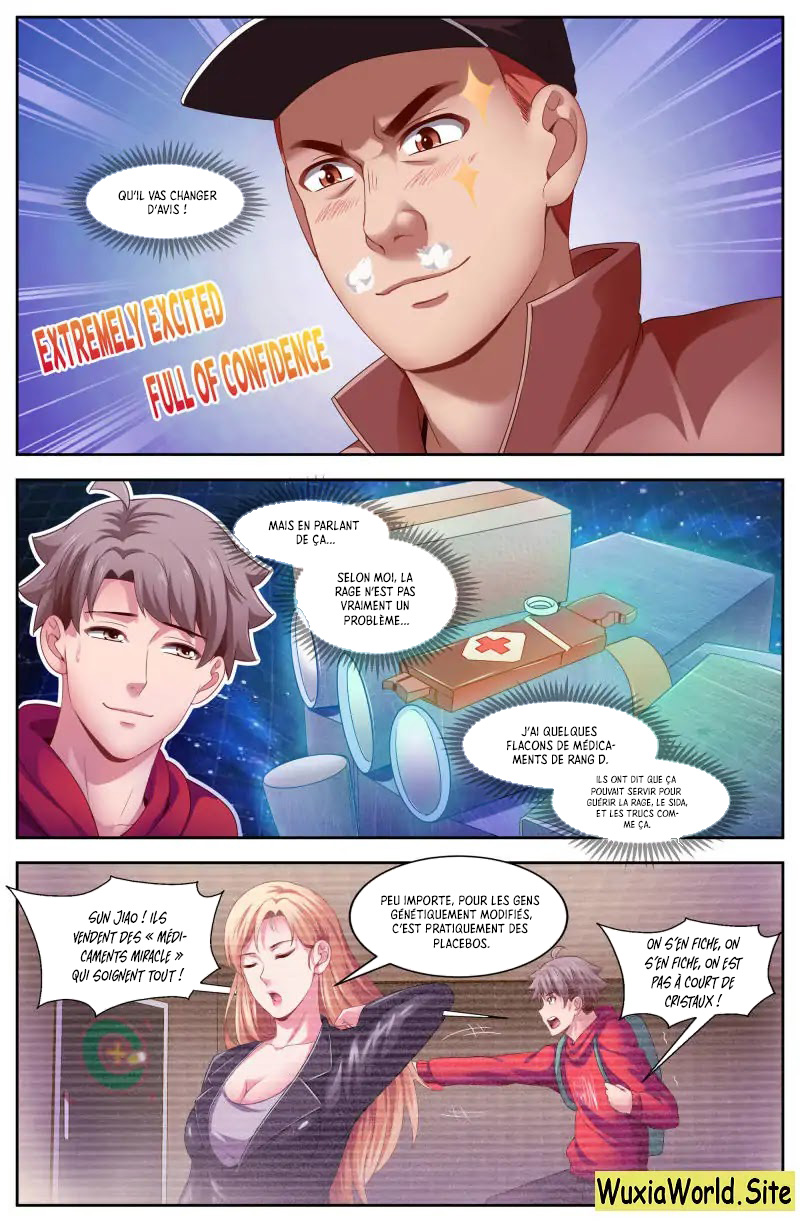 QU'IL VAS CHANGER
D'AVIS !
EXTREMELY EXCITED
FULL OF CONFIDENCE
MAIS EN PARLANT
DE ÇA...
SELON MOI, LA
RAGE N'EST PAS
VRAIMENT UN
PROBLÈME...
J'AI QUELQUES
FLACONS DE MÉDICA-
MENTS DE RANG D.
ILS ONT DIT QUE ÇA
POUVAIT SERVIR POUR
GUÉRIR LA RAGE, LE SIDA,
ET LES TRUCS COM-
ME ÇA.
SUN JIAO ! ILS
VENDENT DES « MÉDI-
CAMENTS MIRACLE »
QUI SOIGNENT TOUT !
PEU IMPORTE, POUR LES GENS
GÉNÉTIQUEMENT MODIFIÉS,
C'EST PRATIQUEMENT DES
PLACEBOS.
ON S'EN FICHE, ON
S'EN FICHE, ON EST
PAS À COURT DE
CRISTAUX !
WuxiaWorld.Site